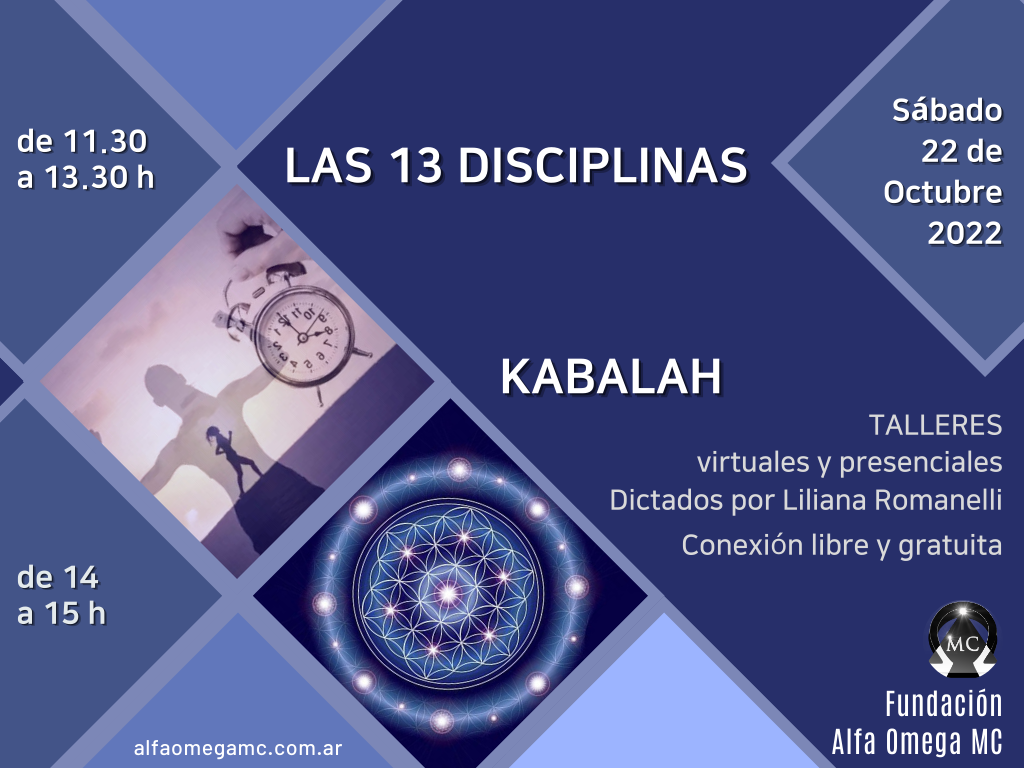 de 11.30
a 13.30 h
LAS 13 DISCIPLINAS
Sábado
22 de
Octubre
2022
KABALAH
TALLERES
virtuales y presenciales
Dictados por Liliana Romanelli
Conexión libre y gratuita
de 14
a 15 h
MC
Fundación
Alfa Omega MC
alfaomegamc.com.ar